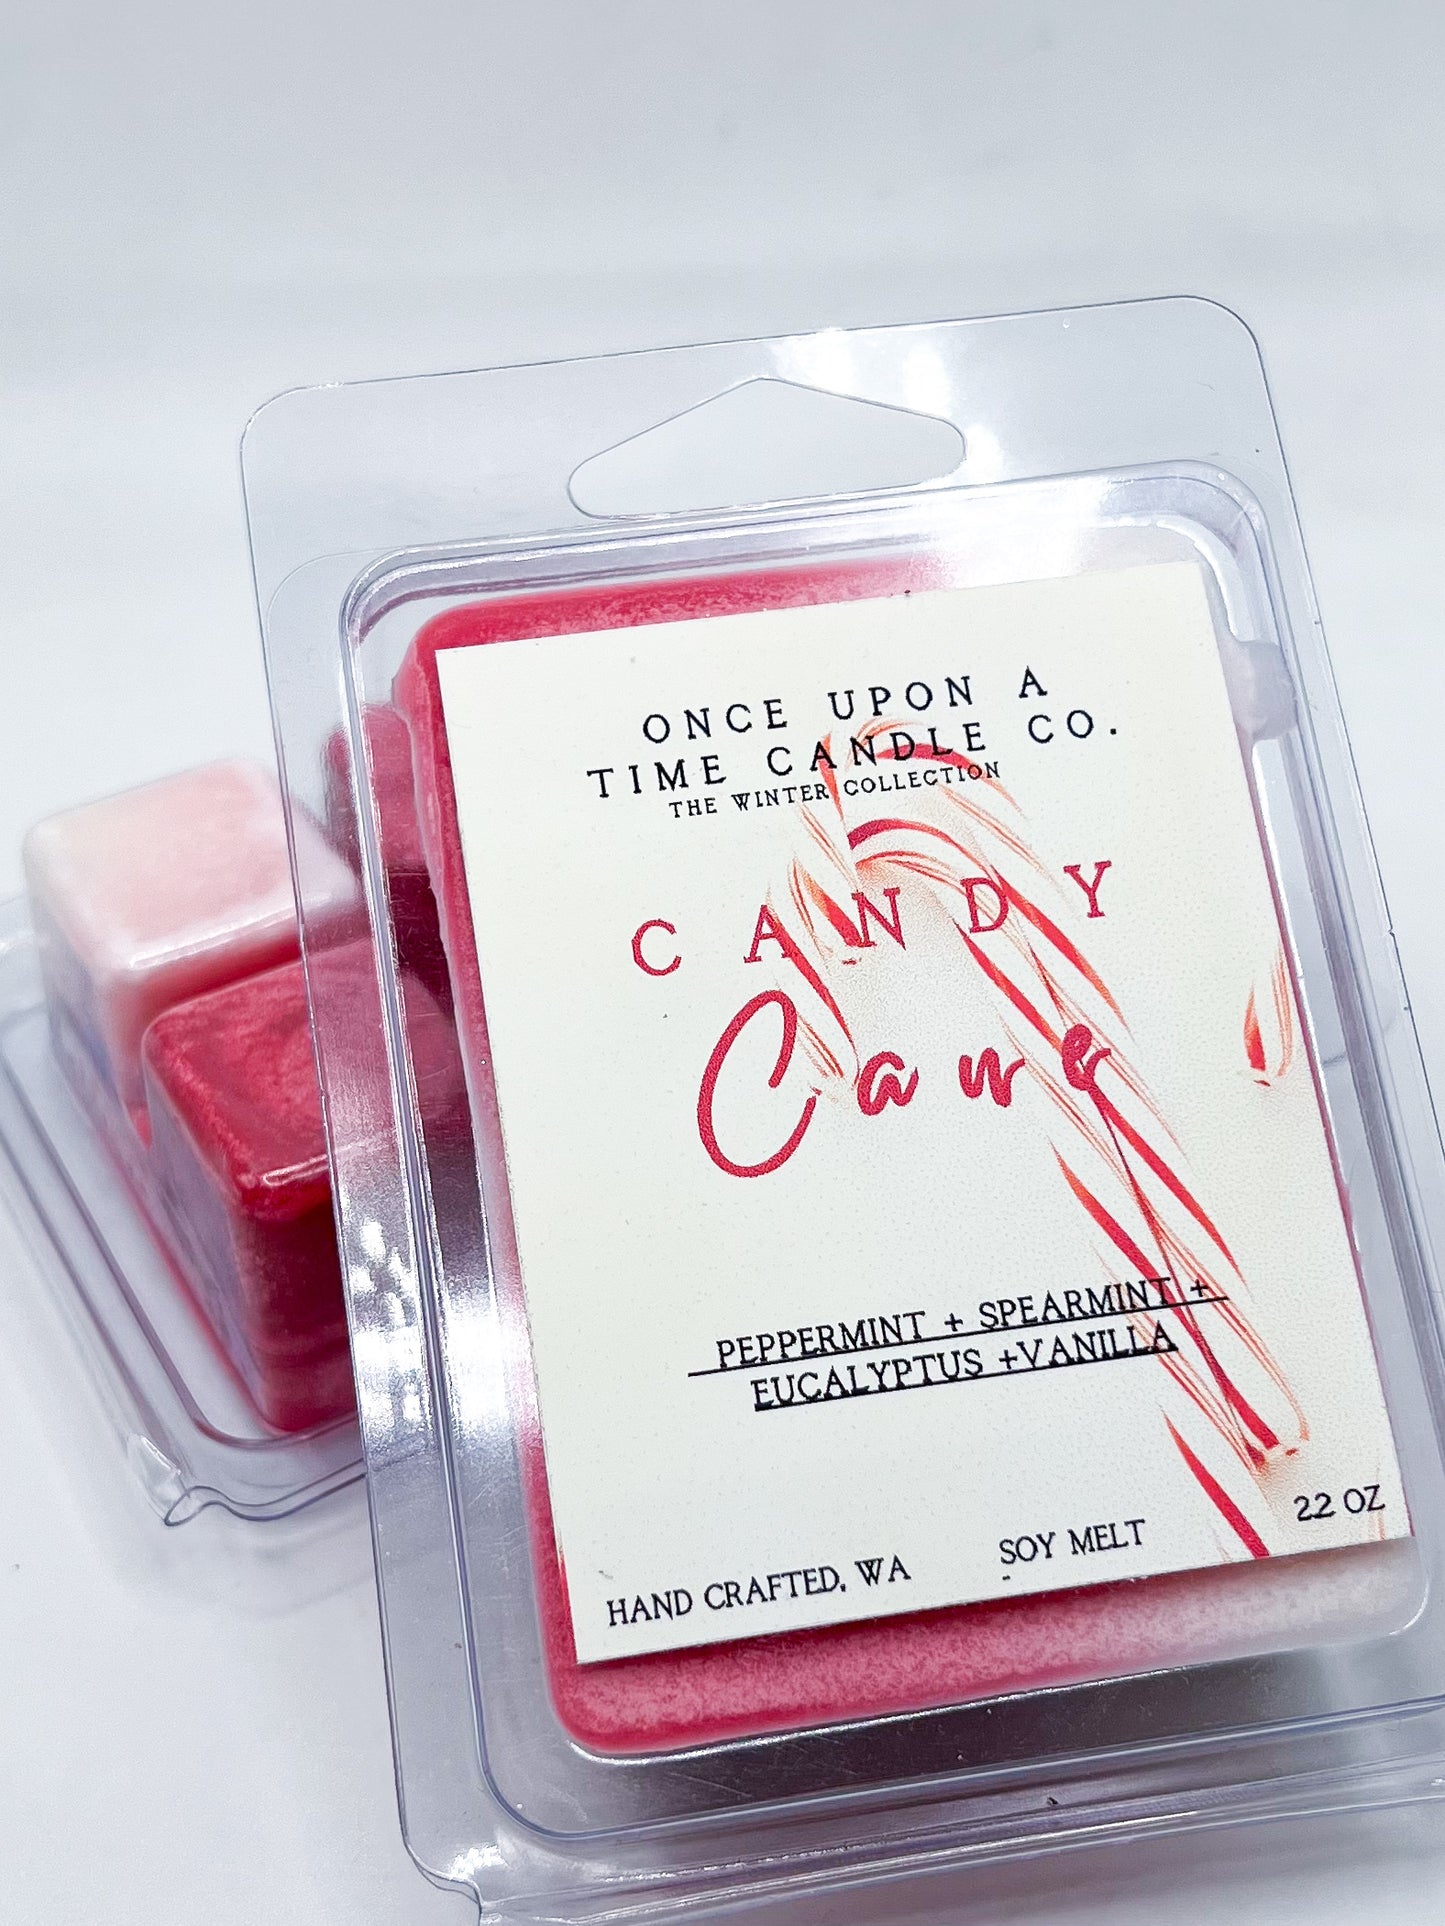 ONCE UPON A
TIME CANDLE CO.
THE WINTER COLLECTION
CANDY
Cane
PEPPERMINT + SPEARMINT +
EUCALYPTUS +VANILLA
HAND CRAFTED, WA SOY MELT 2.2 OZ